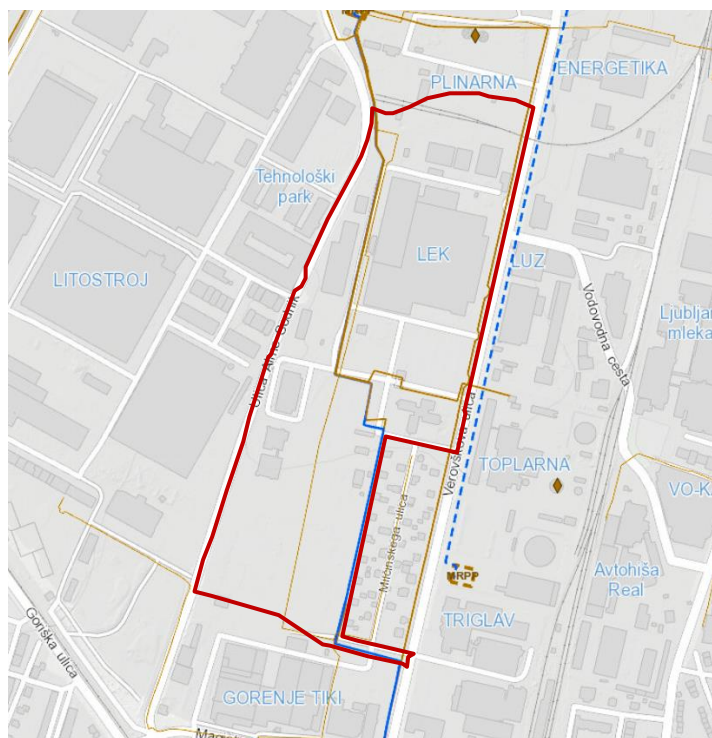 PLINARNA
ENERGETIKA
Tehnološki
park
LEK
LUZ
LITOSTROJ
Ulica Alme Sodnik
Vodovodna cesta
Ljubljan
mleka
Verovškova ulica
TOPLARNA
VO-KA
Milčinskega ulica
MRPP
Avtohiša
Real
TRIGLAV
Goriška ulica
GORENJE TIKI